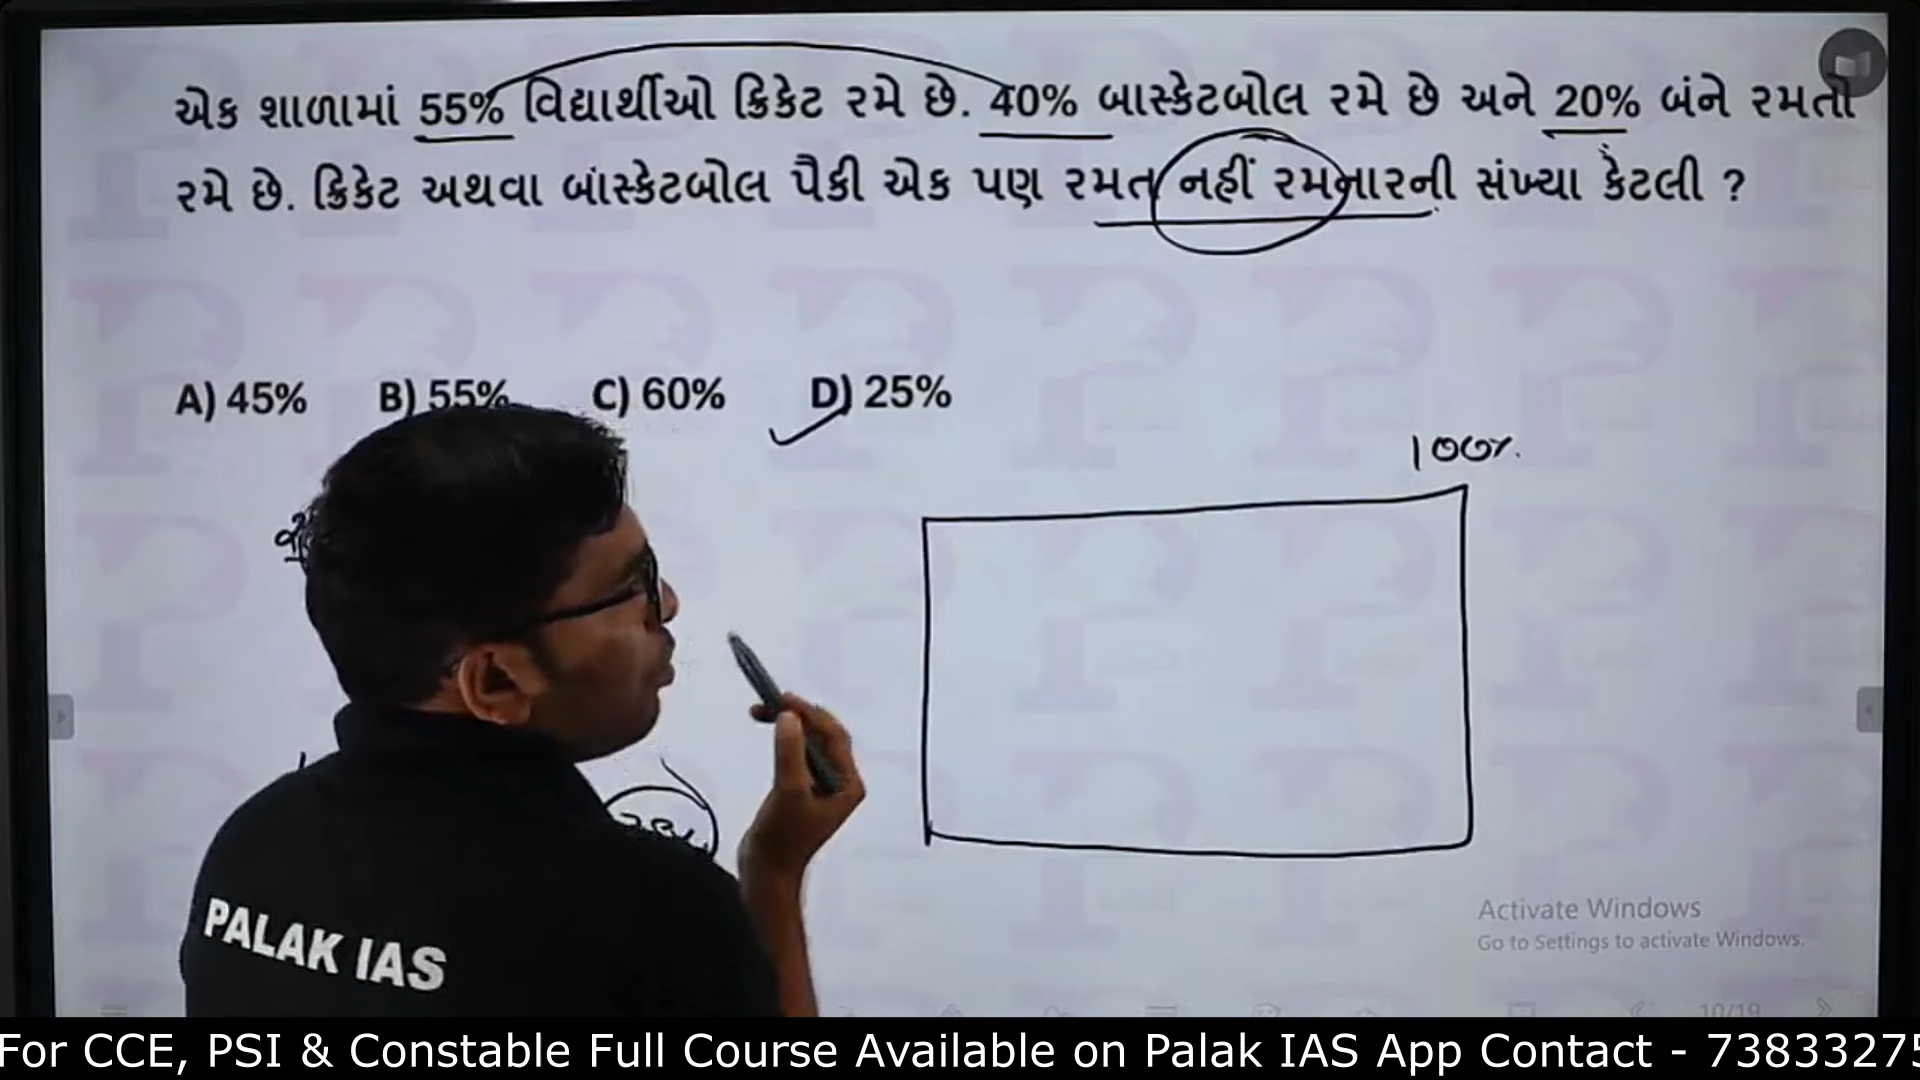 એક શાળામાં 55% વિદ્યાર્થીઓ ક્રિકેટ રમે છે. 40% બાસ્કેટબોલ રમે છે અને 20% બંને રમતો
રમે છે. ક્રિકેટ અથવા બાસ્કેટબોલ પૈકી એક પણ રમત નહીં રમનારની સંખ્યા કેટલી ?
A) 45% B) 55% C) 60% D) 25%
100%
PALAK IAS
Activate Windows
Go to Settings to activate Windows.
10/19
For CCE, PSI & Constable Full Course Available on Palak IAS App Contact - 73833275